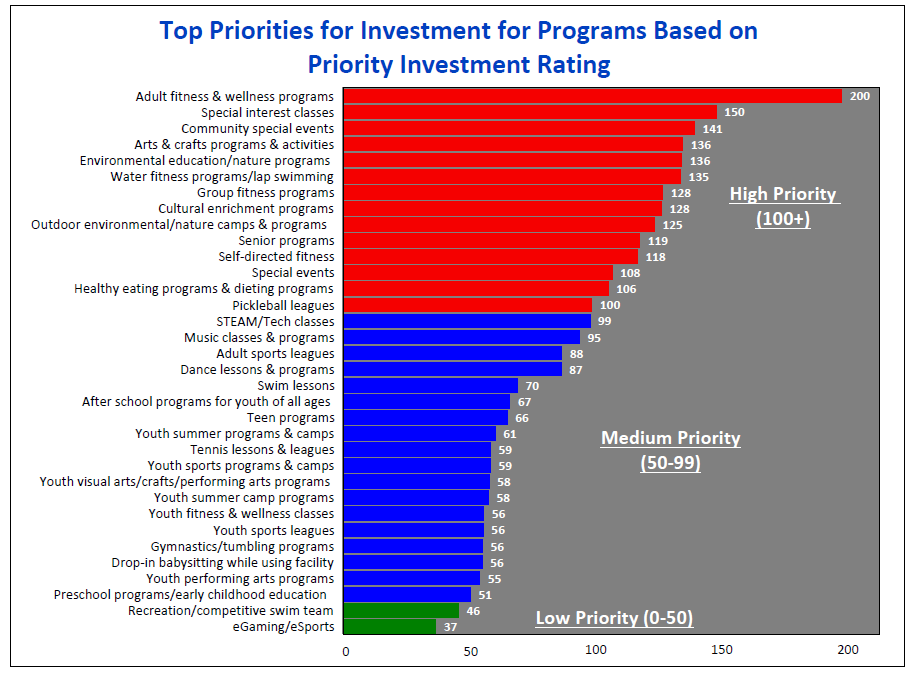 Top Priorities for Investment for Programs Based on
Priority Investment Rating
Adult fitness & wellness programs 200
Special interest classes 150
Community special events 141
Arts & crafts programs & activities 136
Environmental education/nature programs 136
Water fitness programs/lap swimming 135
Group fitness programs 128
Cultural enrichment programs 128
Outdoor environmental/nature camps & programs 125
Senior programs 119
Self-directed fitness 118
Special events 108
Healthy eating programs & dieting programs 106
Pickleball leagues 100
High Priority
(100+)
STEAM/Tech classes 99
Music classes & programs 95
Adult sports leagues 88
Dance lessons & programs 87
Swim lessons 70
After school programs for youth of all ages 67
Teen programs 66
Youth summer programs & camps 61
Tennis lessons & leagues 59
Youth sports programs & camps 59
Youth visual arts/crafts/performing arts programs 58
Youth summer camp programs 58
Youth fitness & wellness classes 56
Youth sports leagues 56
Gymnastics/tumbling programs 56
Drop-in babysitting while using facility 56
Youth performing arts programs 55
Preschool programs/early childhood education 51
Medium Priority
(50-99)
Recreation/competitive swim team 46
eGaming/eSports 37
Low Priority (0-50)
0 50 100 150 200